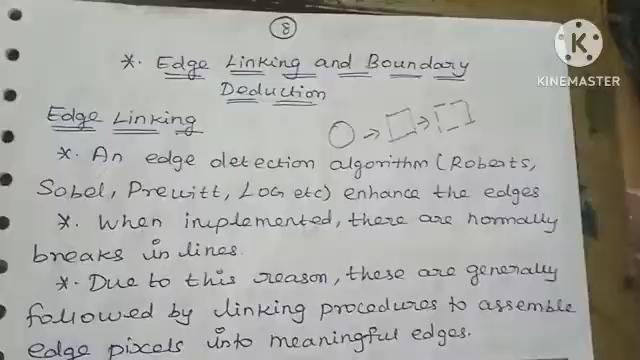 8
*. Edge Linking and Boundary
Deduction
K
KINEMASTER
Edge Linking
*. An edge detection algorithm (Roberts,
Sobel, Prewitt, LOG etc) enhance the edges
*. When implemented, there are normally
breaks in lines.
*. Due to this reason, these are generally
followed by linking procedures to assemble
edge pixels into meaningful edges.